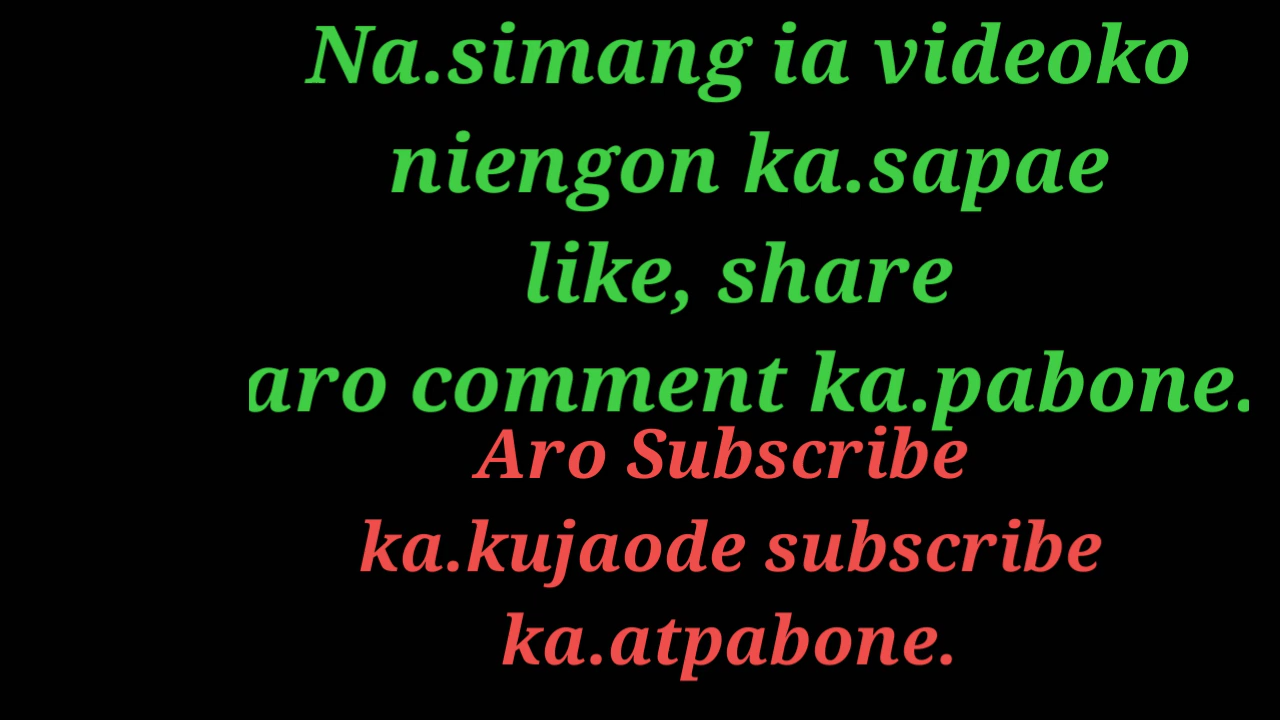 Na.simang ia videoko
niengon ka.sapae
like, share
aro comment ka.pabone.
Aro Subscribe
ka.kujaode subscribe
ka.atpabone.